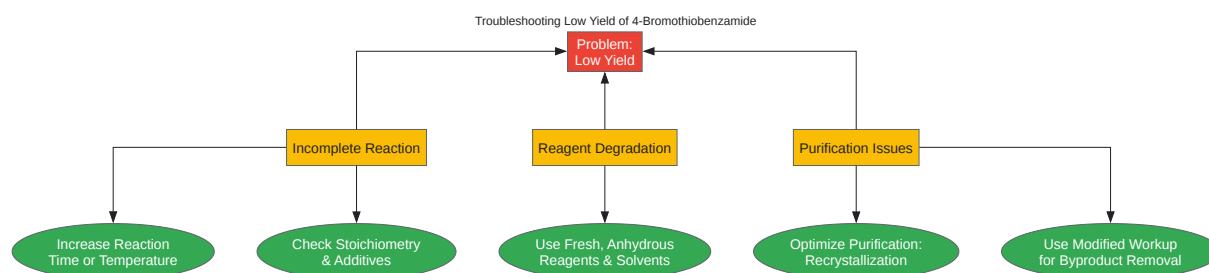 Troubleshooting Low Yield of 4-Bromothiobenzamide
Problem:
Low Yield
Incomplete Reaction
Reagent Degradation
Purification Issues
Increase Reaction
Time or Temperature
Check Stoichiometry
& Additives
Use Fresh, Anhydrous
Reagents & Solvents
Optimize Purification:
Recrystallization
Use Modified Workup
for Byproduct Removal